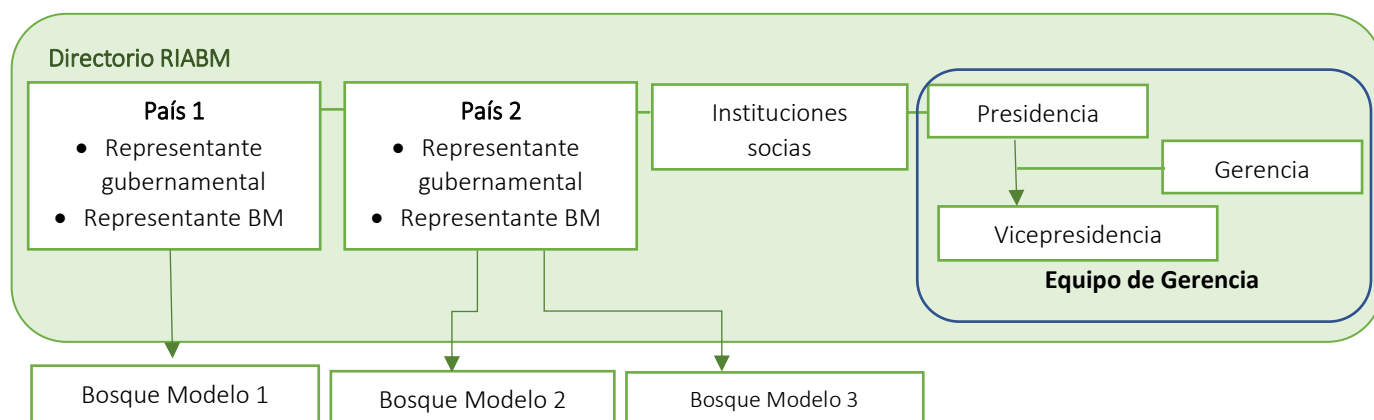 Directorio RIABM
País 1
• Representante
gubernamental
• Representante BM
País 2
• Representante
gubernamental
• Representante BM
Instituciones
socias
Presidencia
Gerencia
Vicepresidencia
Equipo de Gerencia
Bosque Modelo 1
Bosque Modelo 2
Bosque Modelo 3